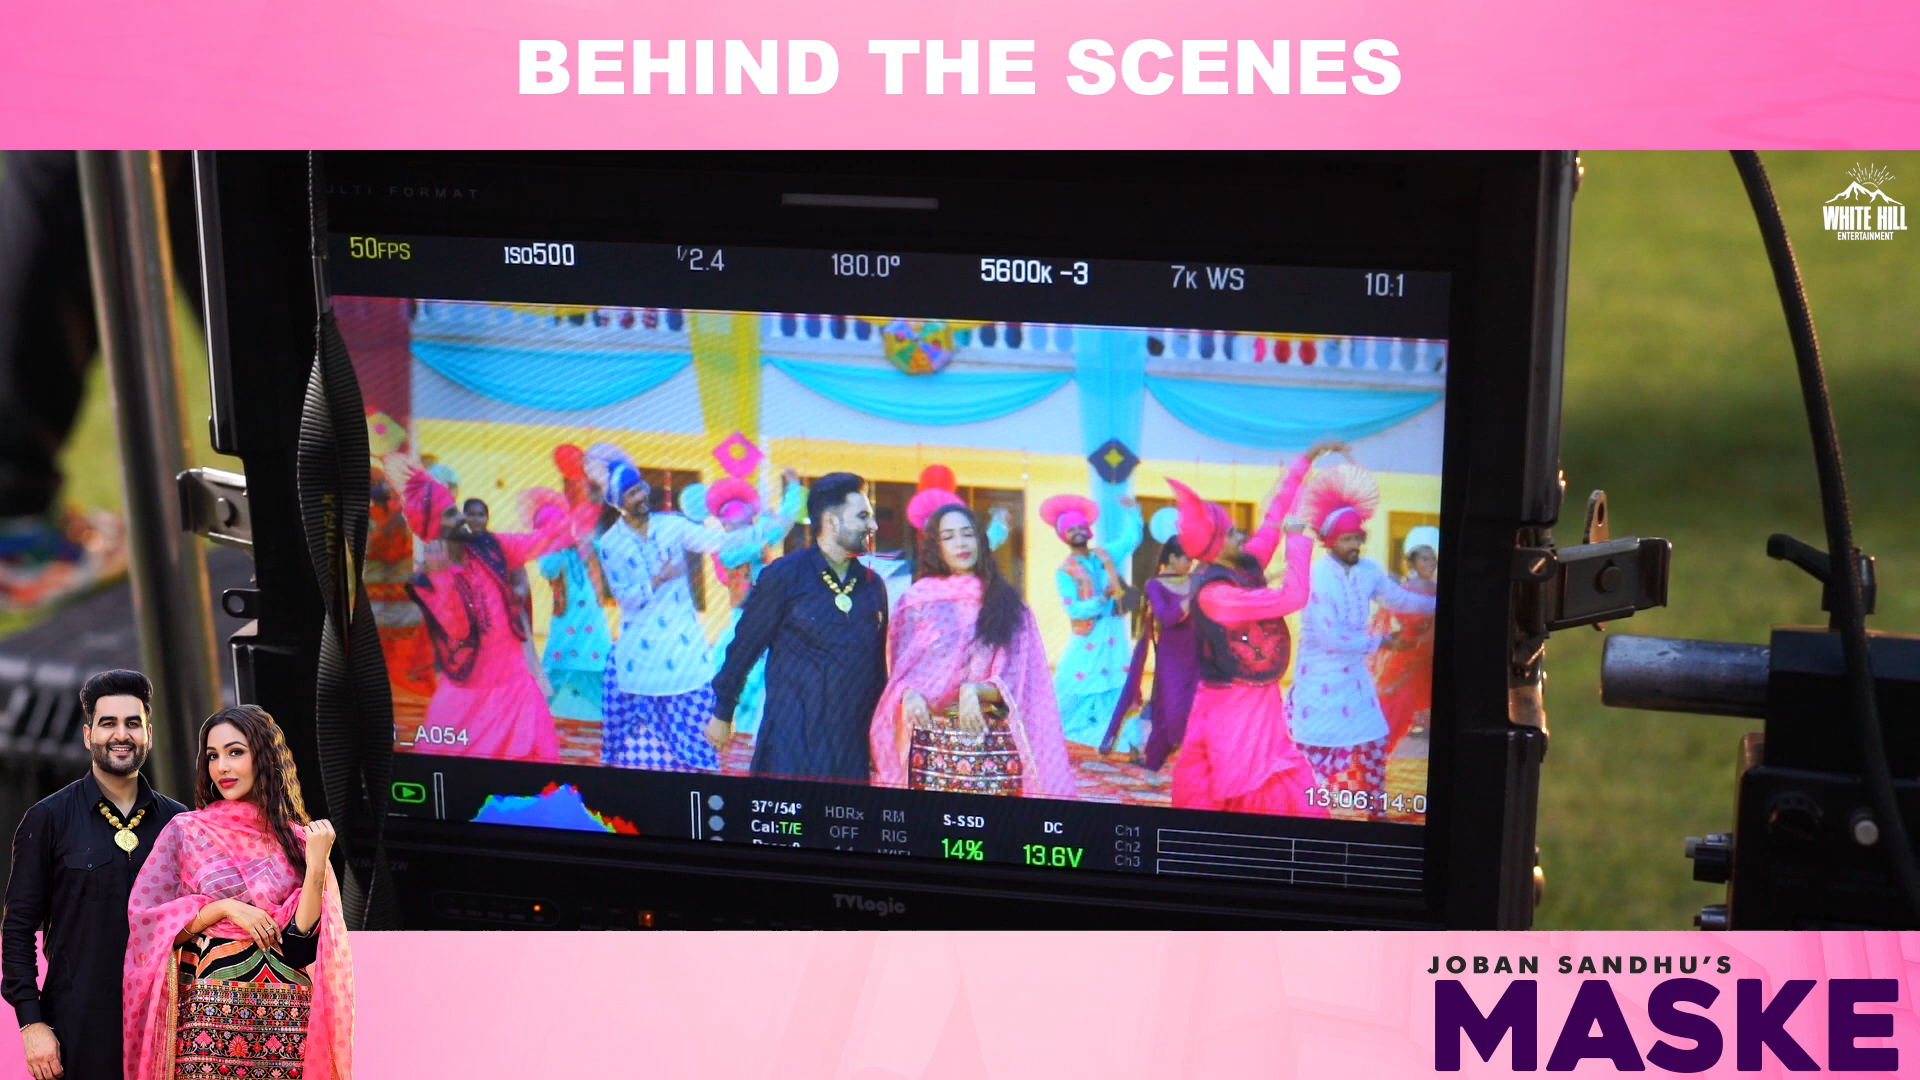 BEHIND THE SCENES
WHITE HILL
ENTERTAINMENT
MULTI FORMAT
50FPS ISO500 f/2.4 180.0° 5600K -3 7K WS 10:1
_A054
13:06:14:0
37°/54° HDRx RM S-SSD DC Ch1
Cal:T/E OFF RIG 14% 13.6V Ch2
Ch3
TVLogic
JOBAN SANDHU'S
MASKE